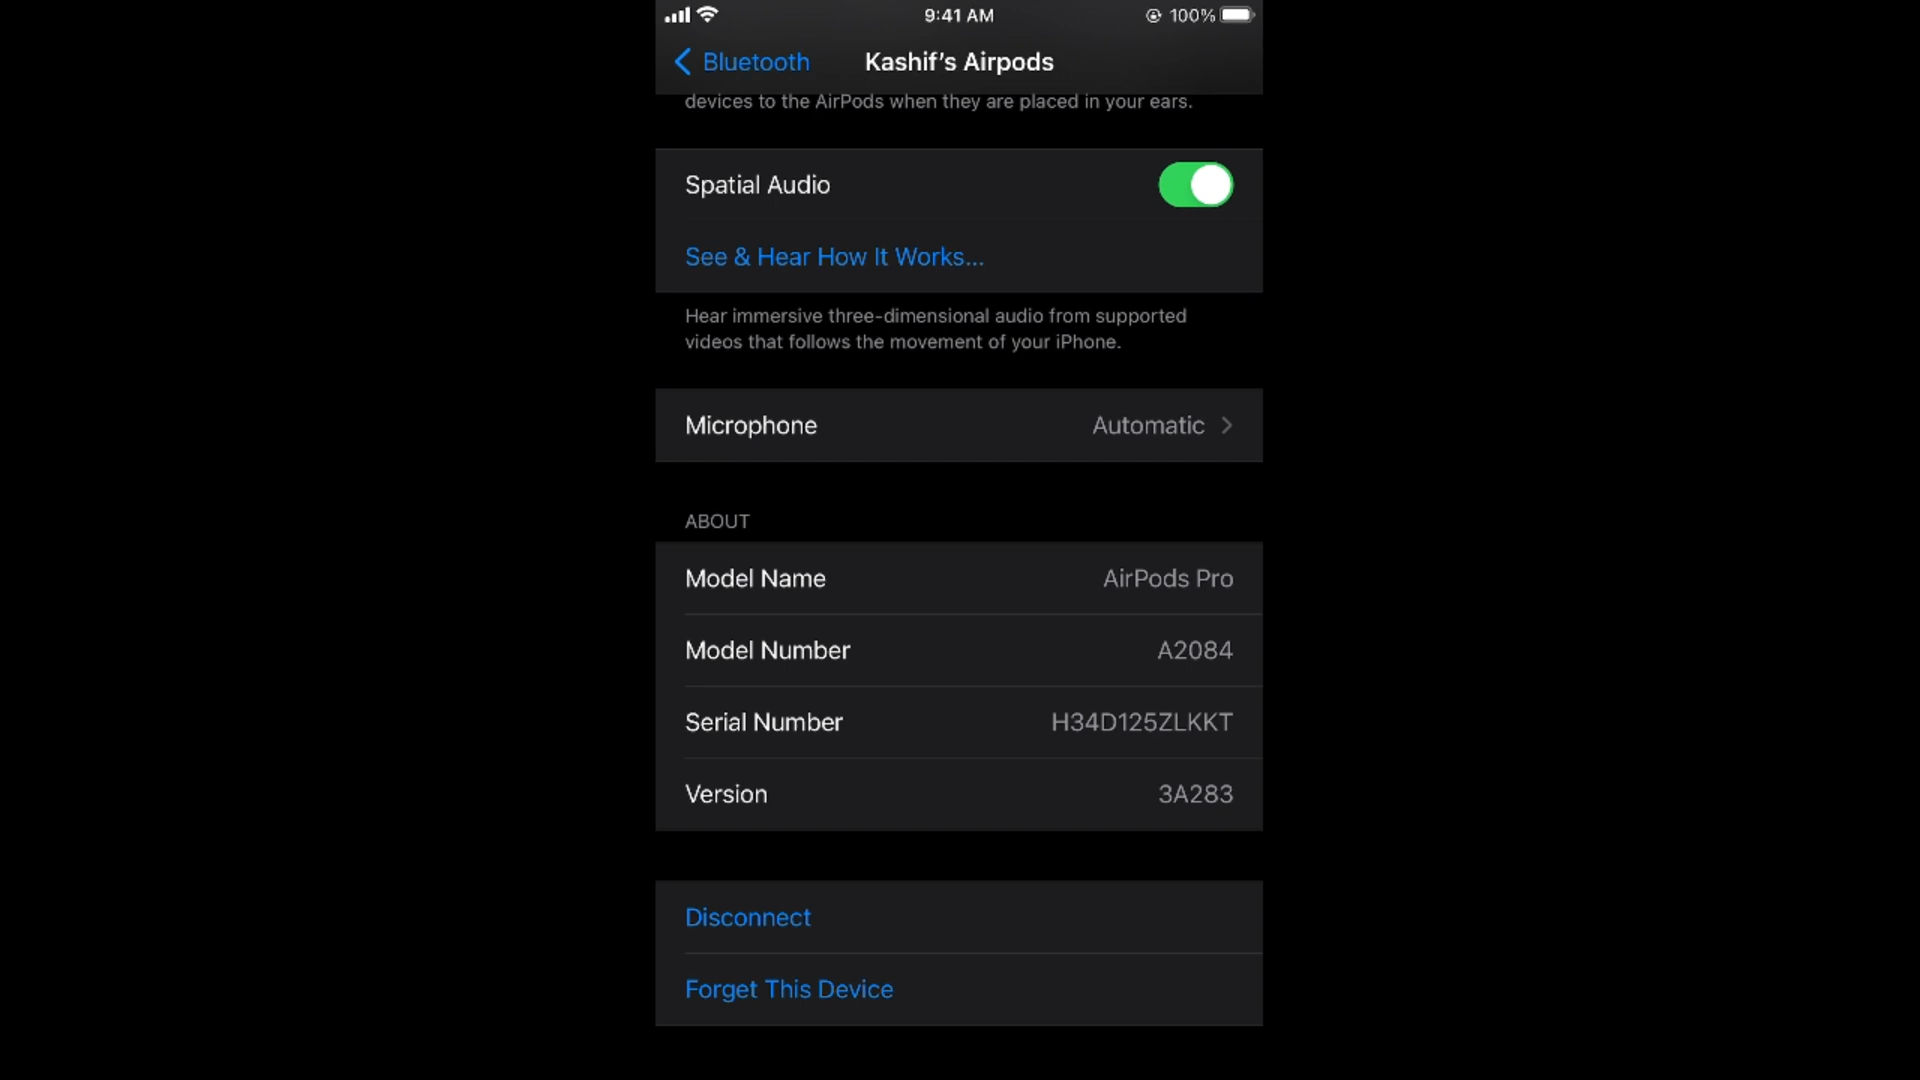 9:41 AM
100%
Bluetooth
Kashif’s Airpods
devices to the AirPods when they are placed in your ears.
Spatial Audio
See & Hear How It Works...
Hear immersive three-dimensional audio from supported
videos that follows the movement of your iPhone.
Microphone
Automatic
ABOUT
Model Name
AirPods Pro
Model Number
A2084
Serial Number
H34D125ZLKKT
Version
3A283
Disconnect
Forget This Device